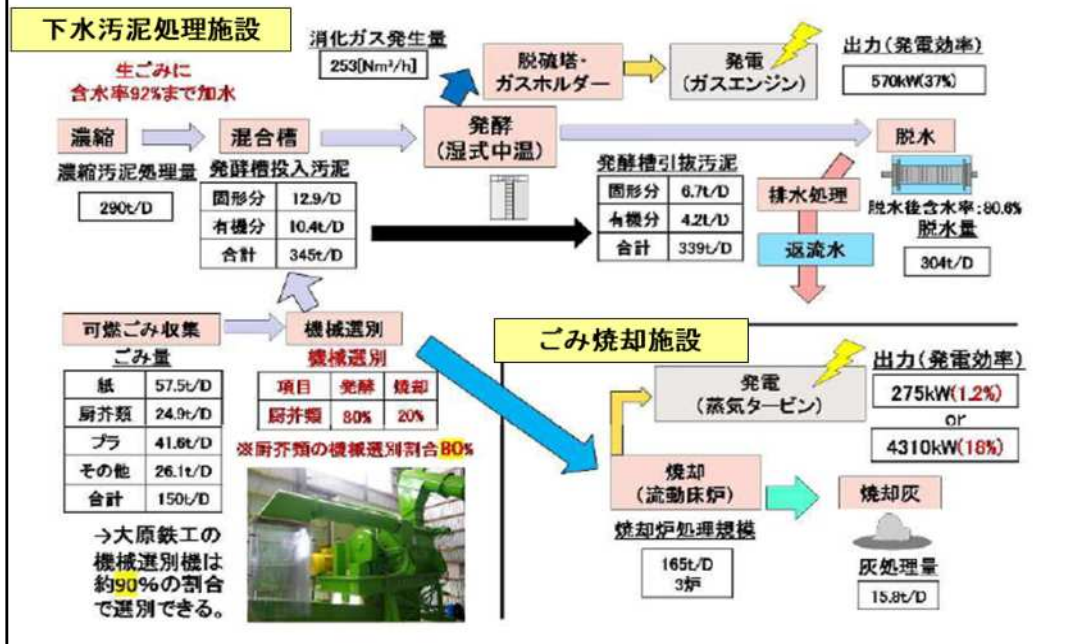 下水汚泥処理施設
消化ガス発生量
253[Nm³/h]
脱硫塔・
ガスホルダー
発電
(ガスエンジン)
出力(発電効率)
570kW(37%)
生ごみに
含水率92%まで加水
濃縮
混合槽
発酵
(湿式中温)
脱水
濃縮汚泥処理量
290t/D
発酵槽投入汚泥
固形分 12.9/D
有機分 10.4t/D
合計 345t/D
発酵槽引抜汚泥
固形分 6.7t/D
有機分 4.2t/D
合計 339t/D
排水処理
返流水
脱水後含水率:80.6%
脱水量
304t/D
可燃ごみ収集
ごみ量
紙 57.5t/D
厨芥類 24.9t/D
プラ 41.6t/D
その他 26.1t/D
合計 150t/D
→大原鉄工の
機械選別機は
約90%の割合
で選別できる。
機械選別
機械選別
項目 発酵 焼却
厨芥類 80% 20%
※厨芥類の機械選別割合80%
ごみ焼却施設
発電
(蒸気タービン)
出力(発電効率)
275kW(1.2%)
or
4310kW(18%)
焼却
(流動床炉)
焼却炉処理規模
165t/D
3炉
焼却灰
灰処理量
15.8t/D